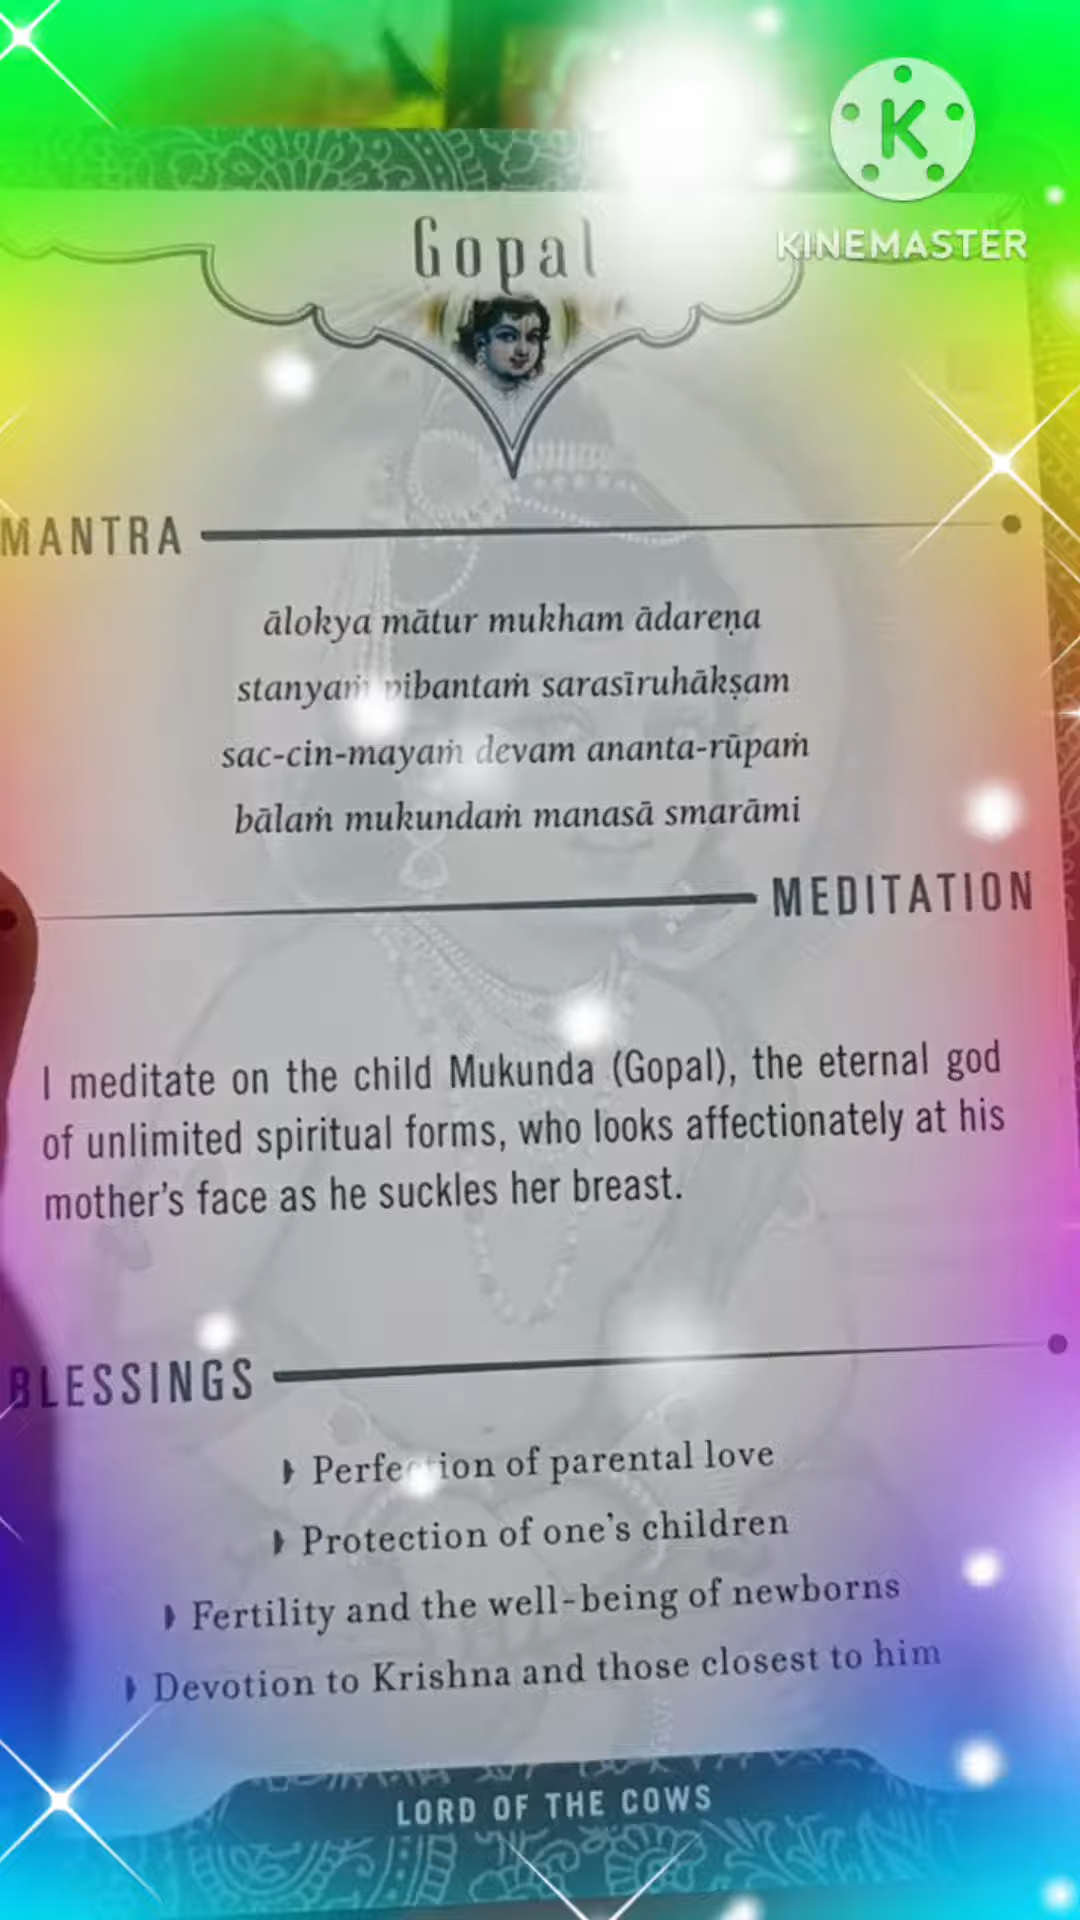 K
KINEMASTER
Gopal
MANTRA
ālokya mātur mukham ādareṇa
stanyaṁ pibantaṁ sarasīruhākṣam
sac-cin-mayaṁ devam ananta-rūpaṁ
bālaṁ mukundaṁ manasā smarāmi
MEDITATION
I meditate on the child Mukunda (Gopal), the eternal god
of unlimited spiritual forms, who looks affectionately at his
mother's face as he suckles her breast.
BLESSINGS
Perfection of parental love
Protection of one's children
Fertility and the well-being of newborns
Devotion to Krishna and those closest to him
LORD OF THE COWS